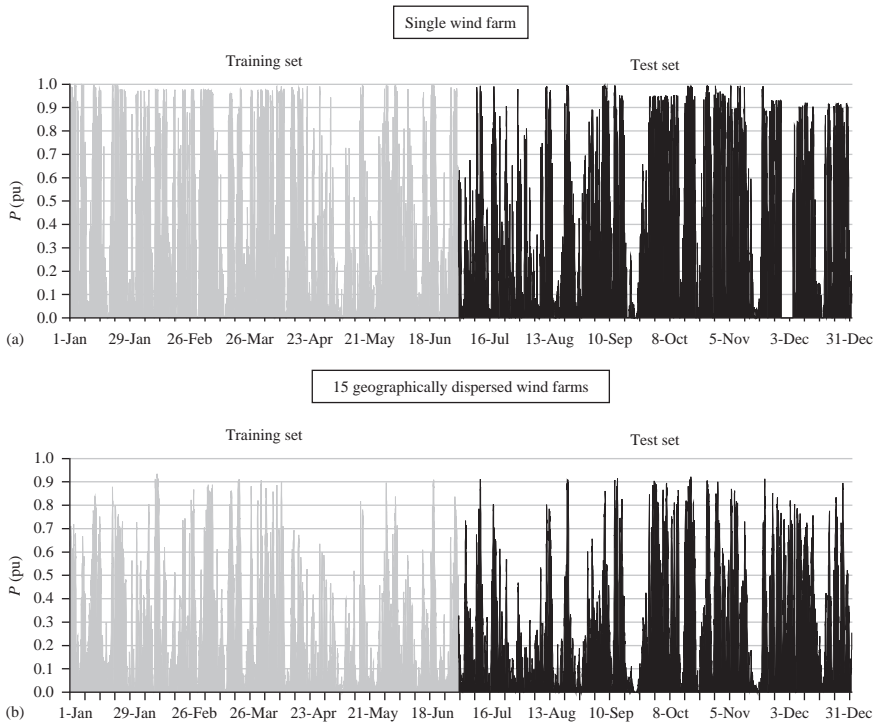 Single wind farm
Training set
Test set
1.0
0.9
0.8
0.7
0.6
0.5
0.4
0.3
0.2
0.1
0.0
P (pu)
(a)
1-Jan 29-Jan 26-Feb 26-Mar 23-Apr 21-May 18-Jun 16-Jul 13-Aug 10-Sep 8-Oct 5-Nov 3-Dec 31-Dec
15 geographically dispersed wind farms
Training set
Test set
1.0
0.9
0.8
0.7
0.6
0.5
0.4
0.3
0.2
0.1
0.0
P (pu)
(b)
1-Jan 29-Jan 26-Feb 26-Mar 23-Apr 21-May 18-Jun 16-Jul 13-Aug 10-Sep 8-Oct 5-Nov 3-Dec 31-Dec